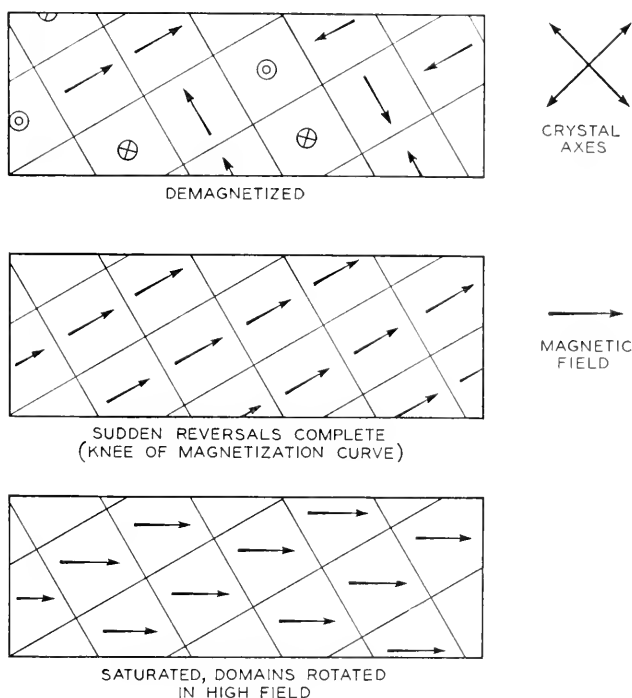 DEMAGNETIZED
CRYSTAL
AXES
SUDDEN REVERSALS COMPLETE
(KNEE OF MAGNETIZATION CURVE)
MAGNETIC
FIELD
SATURATED, DOMAINS ROTATED
IN HIGH FIELD